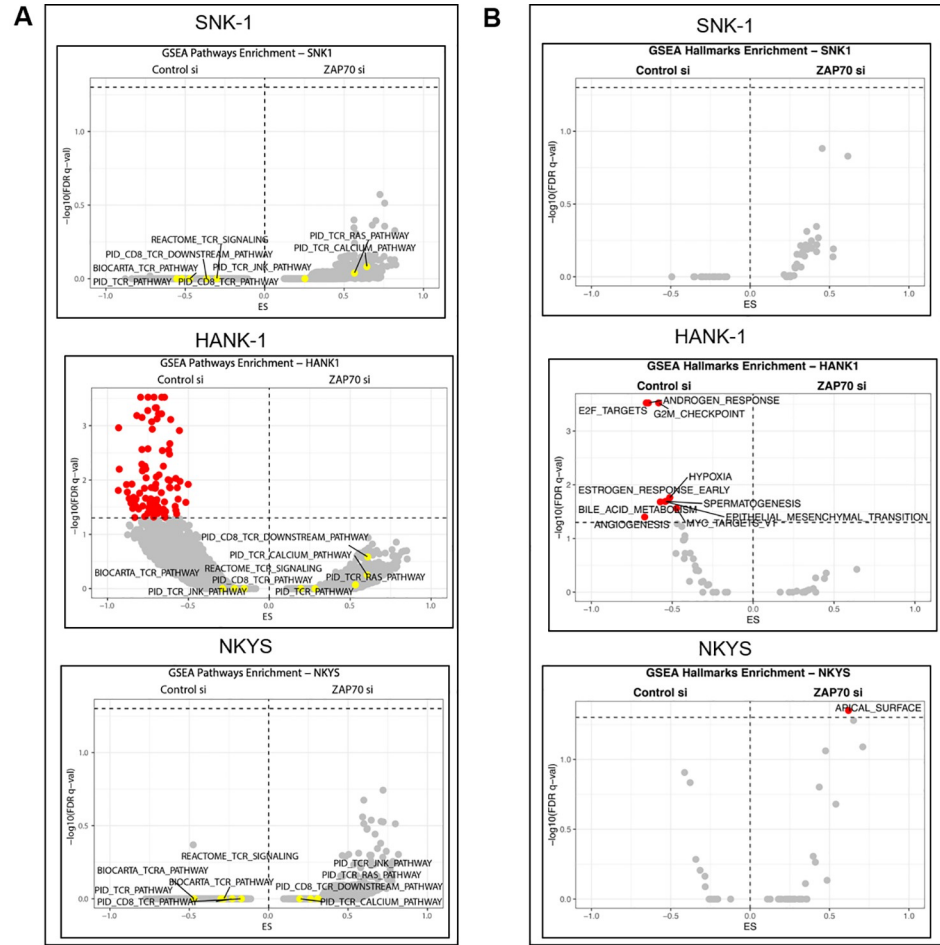 A
SNK-1
GSEA Pathways Enrichment – SNK1
Control si
ZAP70 si
1.0
0.5
0.0
-log10(FDR q-val)
REACTOME_TCR_SIGNALING
PID_CD8_TCR_DOWNSTREAM_PATHWAY
BIOCARTA_TCR_PATHWAY
PID_TCR_JNK_PATHWAY
PID_TCR_PATHWAY
PID_CD8_TCR_PATHWAY
PID_TCR_RAS_PATHWAY
PID_TCR_CALCIUM_PATHWAY
-1.0
-0.5
0.0
0.5
1.0
ES
HANK-1
GSEA Pathways Enrichment – HANK1
Control si
ZAP70 si
3
2
1
0
-log10(FDR q-val)
PID_CD8_TCR_DOWNSTREAM_PATHWAY
PID_TCR_CALCIUM_PATHWAY
BIOCARTA_TCR_PATHWAY
REACTOME_TCR_SIGNALING
PID_TCR_RAS_PATHWAY
PID_CD8_TCR_PATHWAY
PID_TCR_JNK_PATHWAY
PID_TCR_PATHWAY
-1.0
-0.5
0.0
0.5
1.0
ES
NKYS
GSEA Pathways Enrichment – NKYS
Control si
ZAP70 si
1.0
0.5
0.0
-log10(FDR q-val)
REACTOME_TCR_SIGNALING
BIOCARTA_TCRA_PATHWAY
BIOCARTA_TCR_PATHWAY
PID_TCR_PATHWAY
PID_CD8_TCR_PATHWAY
PID_TCR_JNK_PATHWAY
PID_TCR_RAS_PATHWAY
PID_CD8_TCR_DOWNSTREAM_PATHWAY
PID_TCR_CALCIUM_PATHWAY
-1.0
-0.5
0.0
0.5
1.0
ES
B
SNK-1
GSEA Hallmarks Enrichment – SNK1
Control si
ZAP70 si
1.0
0.5
0.0
-log10(FDR q-val)
-1.0
-0.5
0.0
0.5
1.0
ES
HANK-1
GSEA Hallmarks Enrichment – HANK1
Control si
ZAP70 si
3
2
1
0
-log10(FDR q-val)
ANDROGEN_RESPONSE
E2F_TARGETS
G2M_CHECKPOINT
HYPOXIA
ESTROGEN_RESPONSE_EARLY
SPERMATOGENESIS
BILE_ACID_METABOLISM
EPITHELIAL_MESENCHYMAL_TRANSITION
ANGIOGENESIS
MYC_TARGETS_V1
-1.0
-0.5
0.0
0.5
1.0
ES
NKYS
GSEA Hallmarks Enrichment – NKYS
Control si
ZAP70 si
APICAL_SURFACE
1.0
0.5
0.0
-log10(FDR q-val)
-1.0
-0.5
0.0
0.5
1.0
ES